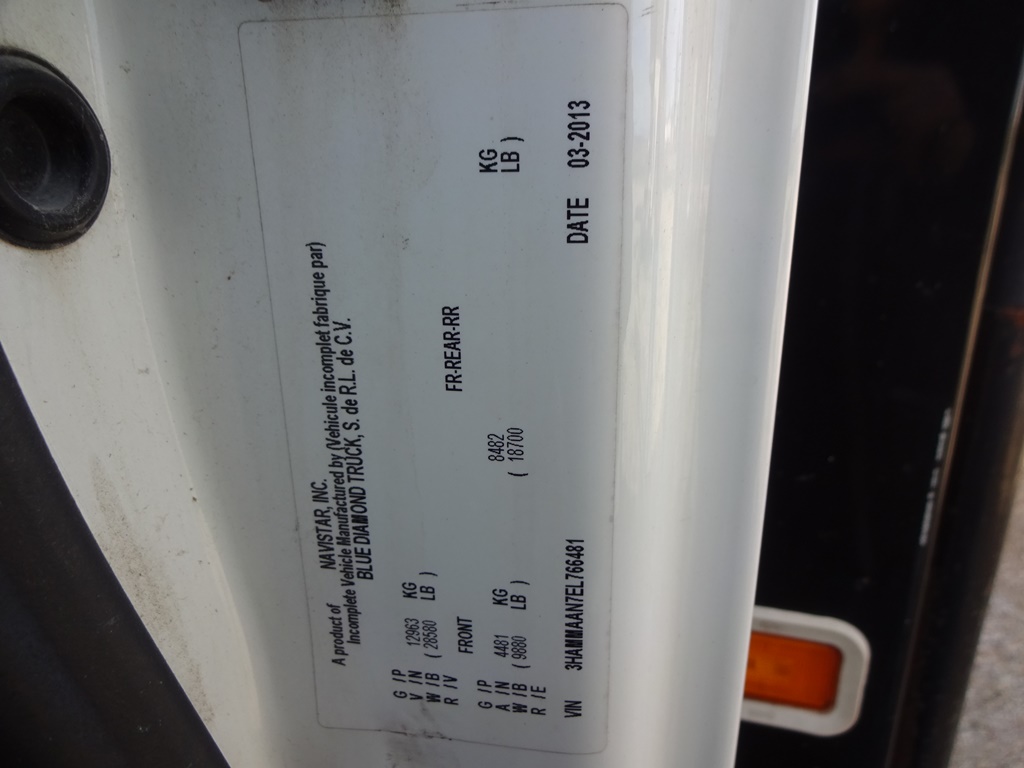 A product of NAVISTAR, INC.
Incomplete Vehicle Manufactured by (Vehicule incomplet fabrique par)
BLUE DIAMOND TRUCK, S. de R.L. de C.V.
G I P
V I N 12963 KG
W I B ( 28580 LB )
R I V
FRONT FR-REAR-RR
G I P
A I N 4481 KG 8482 KG
W I B ( 9880 LB ) ( 18700 LB )
R I E
VIN 3HAMMAAN7EL766481 DATE 03-2013